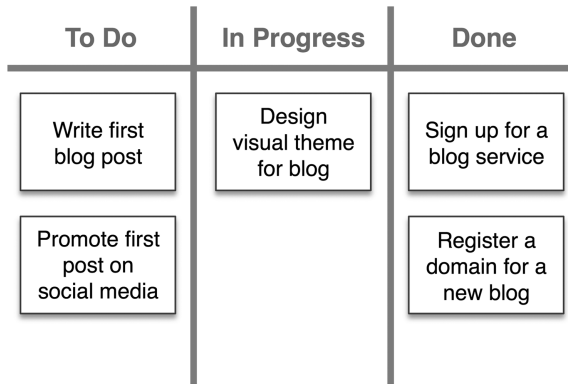 To Do
In Progress
Done
Write first
blog post
Promote first
post on
social media
Design
visual theme
for blog
Sign up for a
blog service
Register a
domain for a
new blog